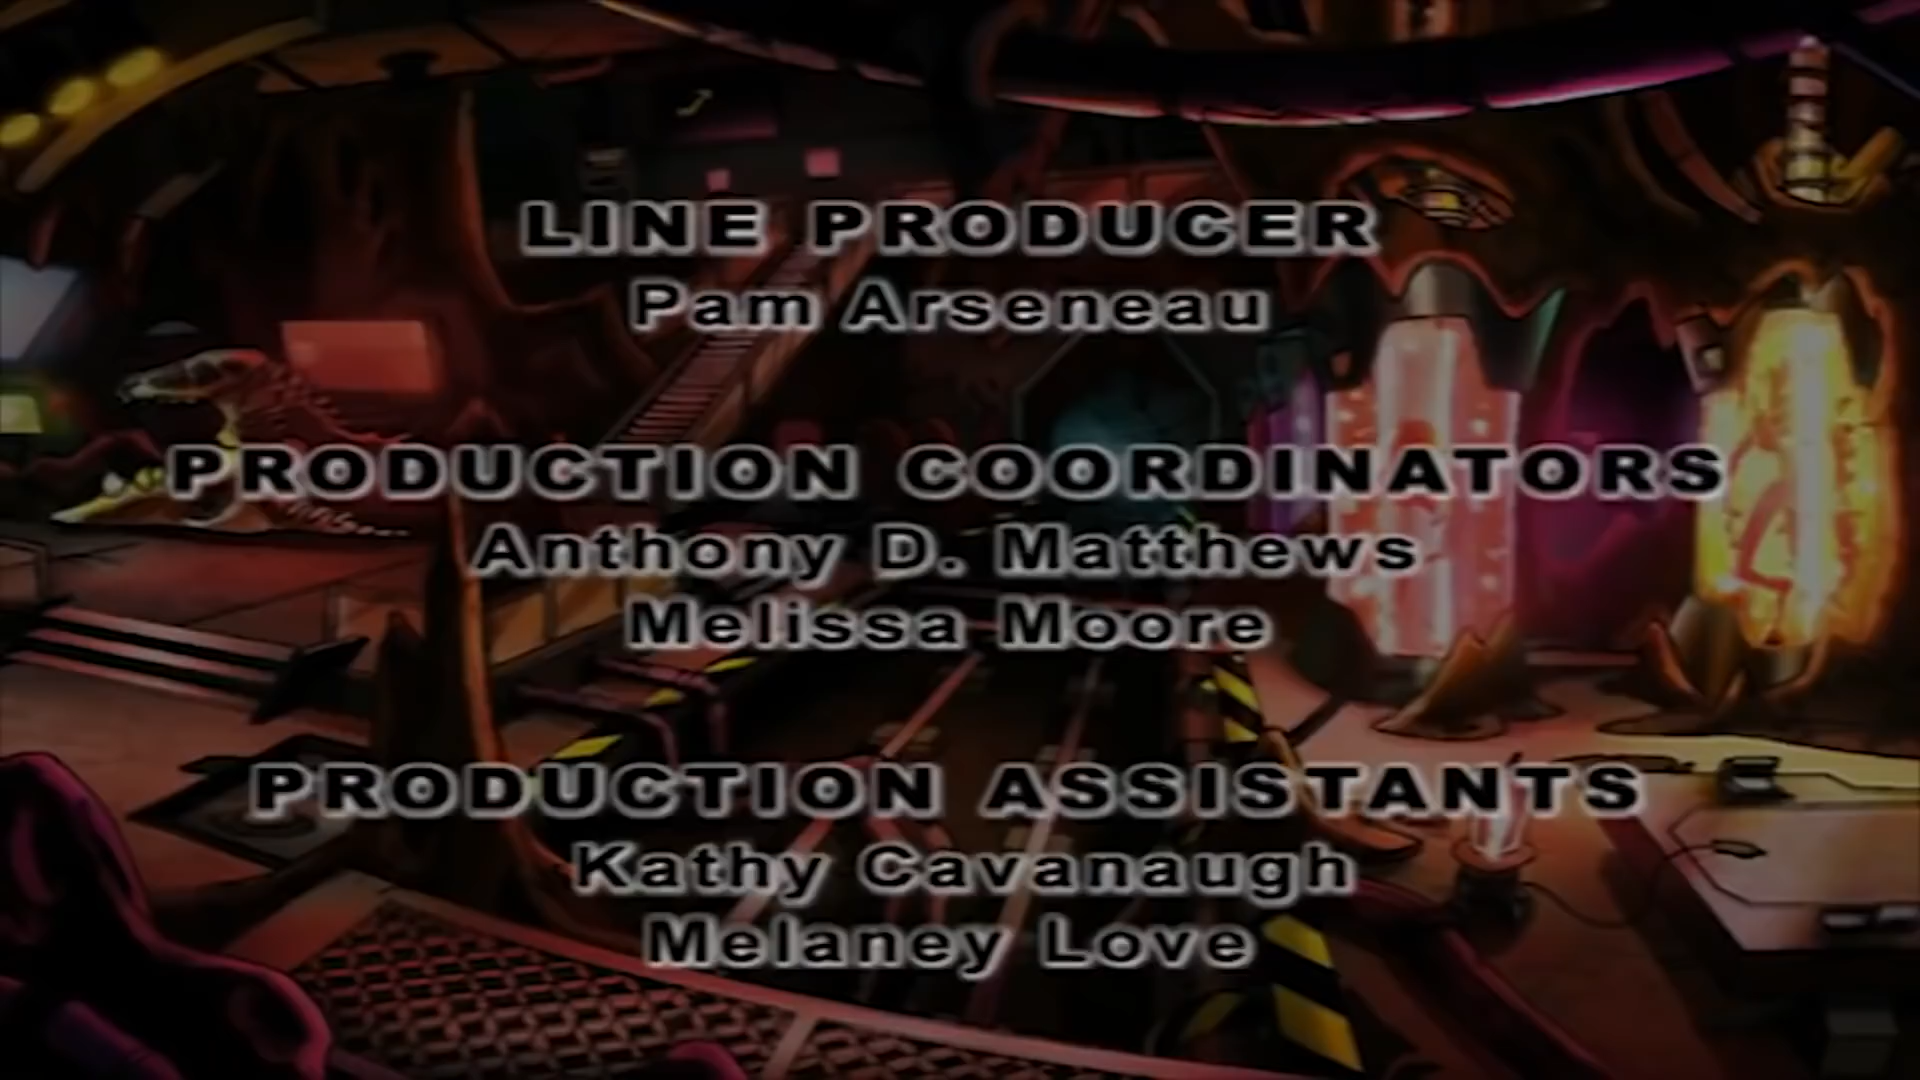 LINE PRODUCER
Pam Arseneau
PRODUCTION COORDINATORS
Anthony D. Matthews
Melissa Moore
PRODUCTION ASSISTANTS
Kathy Cavanaugh
Melaney Love